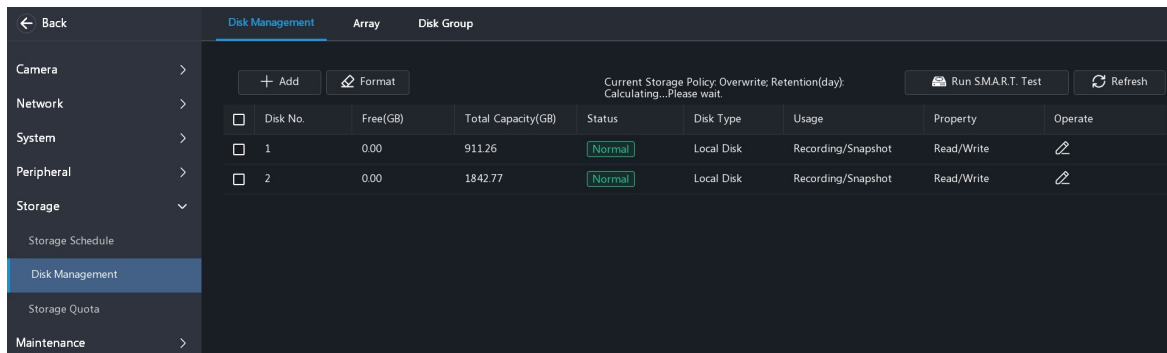 Back
Disk Management Array Disk Group
Camera
Network
System
Peripheral
Storage
Storage Schedule
Disk Management
Storage Quota
Maintenance
Add Format Current Storage Policy: Overwrite; Retention(day): Run S.M.A.R.T. Test Refresh
Calculating...Please wait.
Disk No. Free(GB) Total Capacity(GB) Status Disk Type Usage Property Operate
1 0.00 911.26 Normal Local Disk Recording/Snapshot Read/Write
2 0.00 1842.77 Normal Local Disk Recording/Snapshot Read/Write